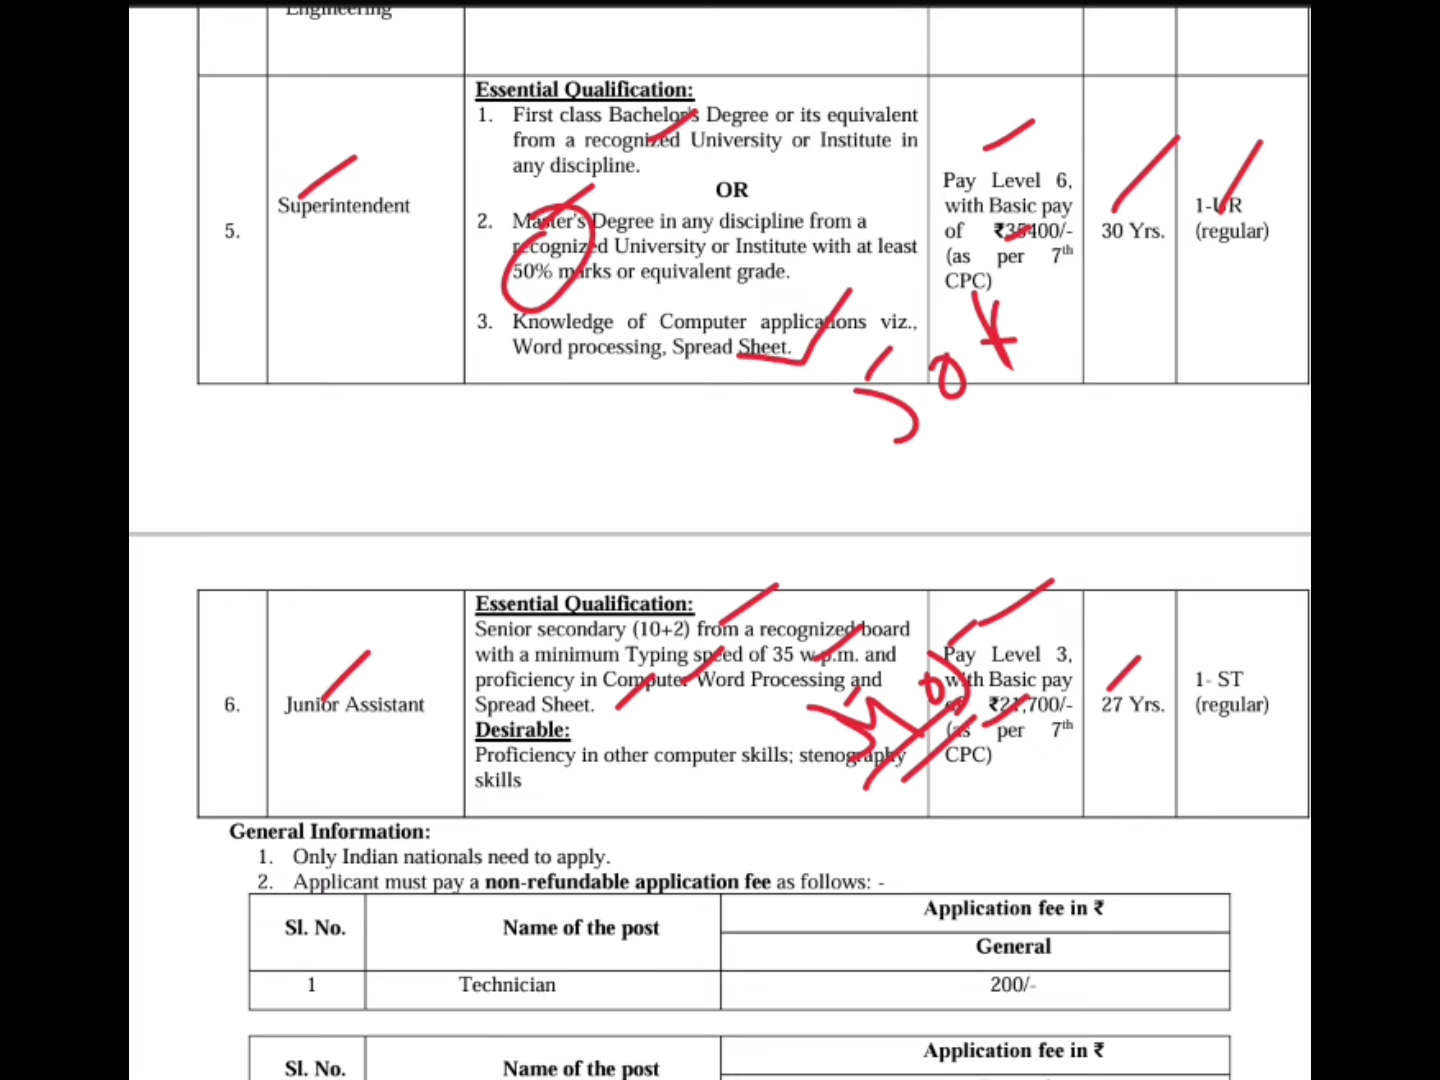 Engineering
Essential Qualification:
1. First class Bachelor's Degree or its equivalent
from a recognized University or Institute in
any discipline.
OR
2. Master's Degree in any discipline from a
recognized University or Institute with at least
50% marks or equivalent grade.
3. Knowledge of Computer applications viz.,
Word processing, Spread Sheet.
5.
Superintendent
Pay Level 6,
with Basic pay
of ₹35400/-
(as per 7th
CPC)
30 Yrs.
1-UR
(regular)
50K
6.
Junior Assistant
Essential Qualification:
Senior secondary (10+2) from a recognized board
with a minimum Typing speed of 35 w.p.m. and
proficiency in Computer Word Processing and
Spread Sheet.
Desirable:
Proficiency in other computer skills; stenography
skills
Pay Level 3,
with Basic pay
of ₹21,700/-
(as per 7th
CPC)
27 Yrs.
1- ST
(regular)
General Information:
1. Only Indian nationals need to apply.
2. Applicant must pay a non-refundable application fee as follows: -
Sl. No. Name of the post Application fee in ₹
General
1 Technician 200/-
Sl. No. Name of the post Application fee in ₹